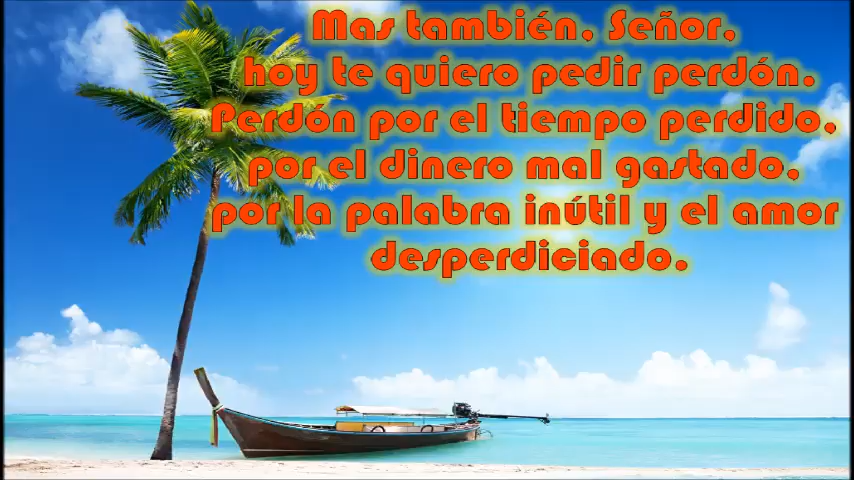 Mas también, Señor,
hoy te quiero pedir perdón.
Perdón por el tiempo perdido,
por el dinero mal gastado,
por la palabra inútil y el amor
desperdiciado.